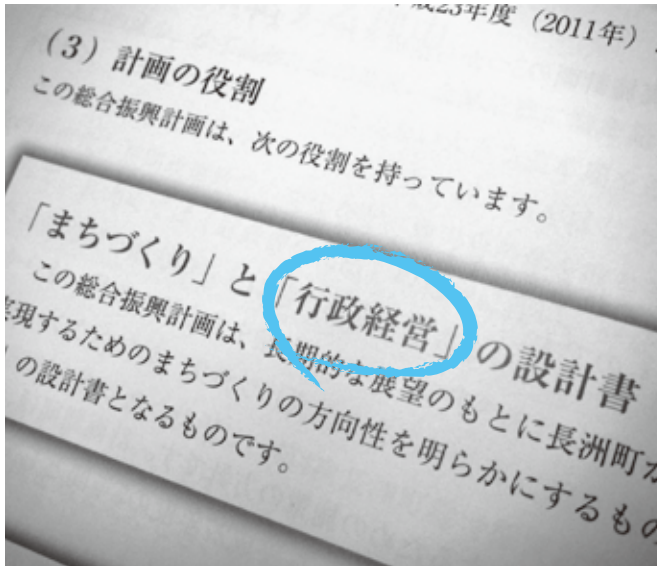 成23年度（2011年）
（3）計画の役割
この総合振興計画は、次の役割を持っています。
「まちづくり」と「行政経営」の設計書
この総合振興計画は、長期的な展望のもとに長洲町が
実現するためのまちづくりの方向性を明らかにするもの
」の設計書となるものです。